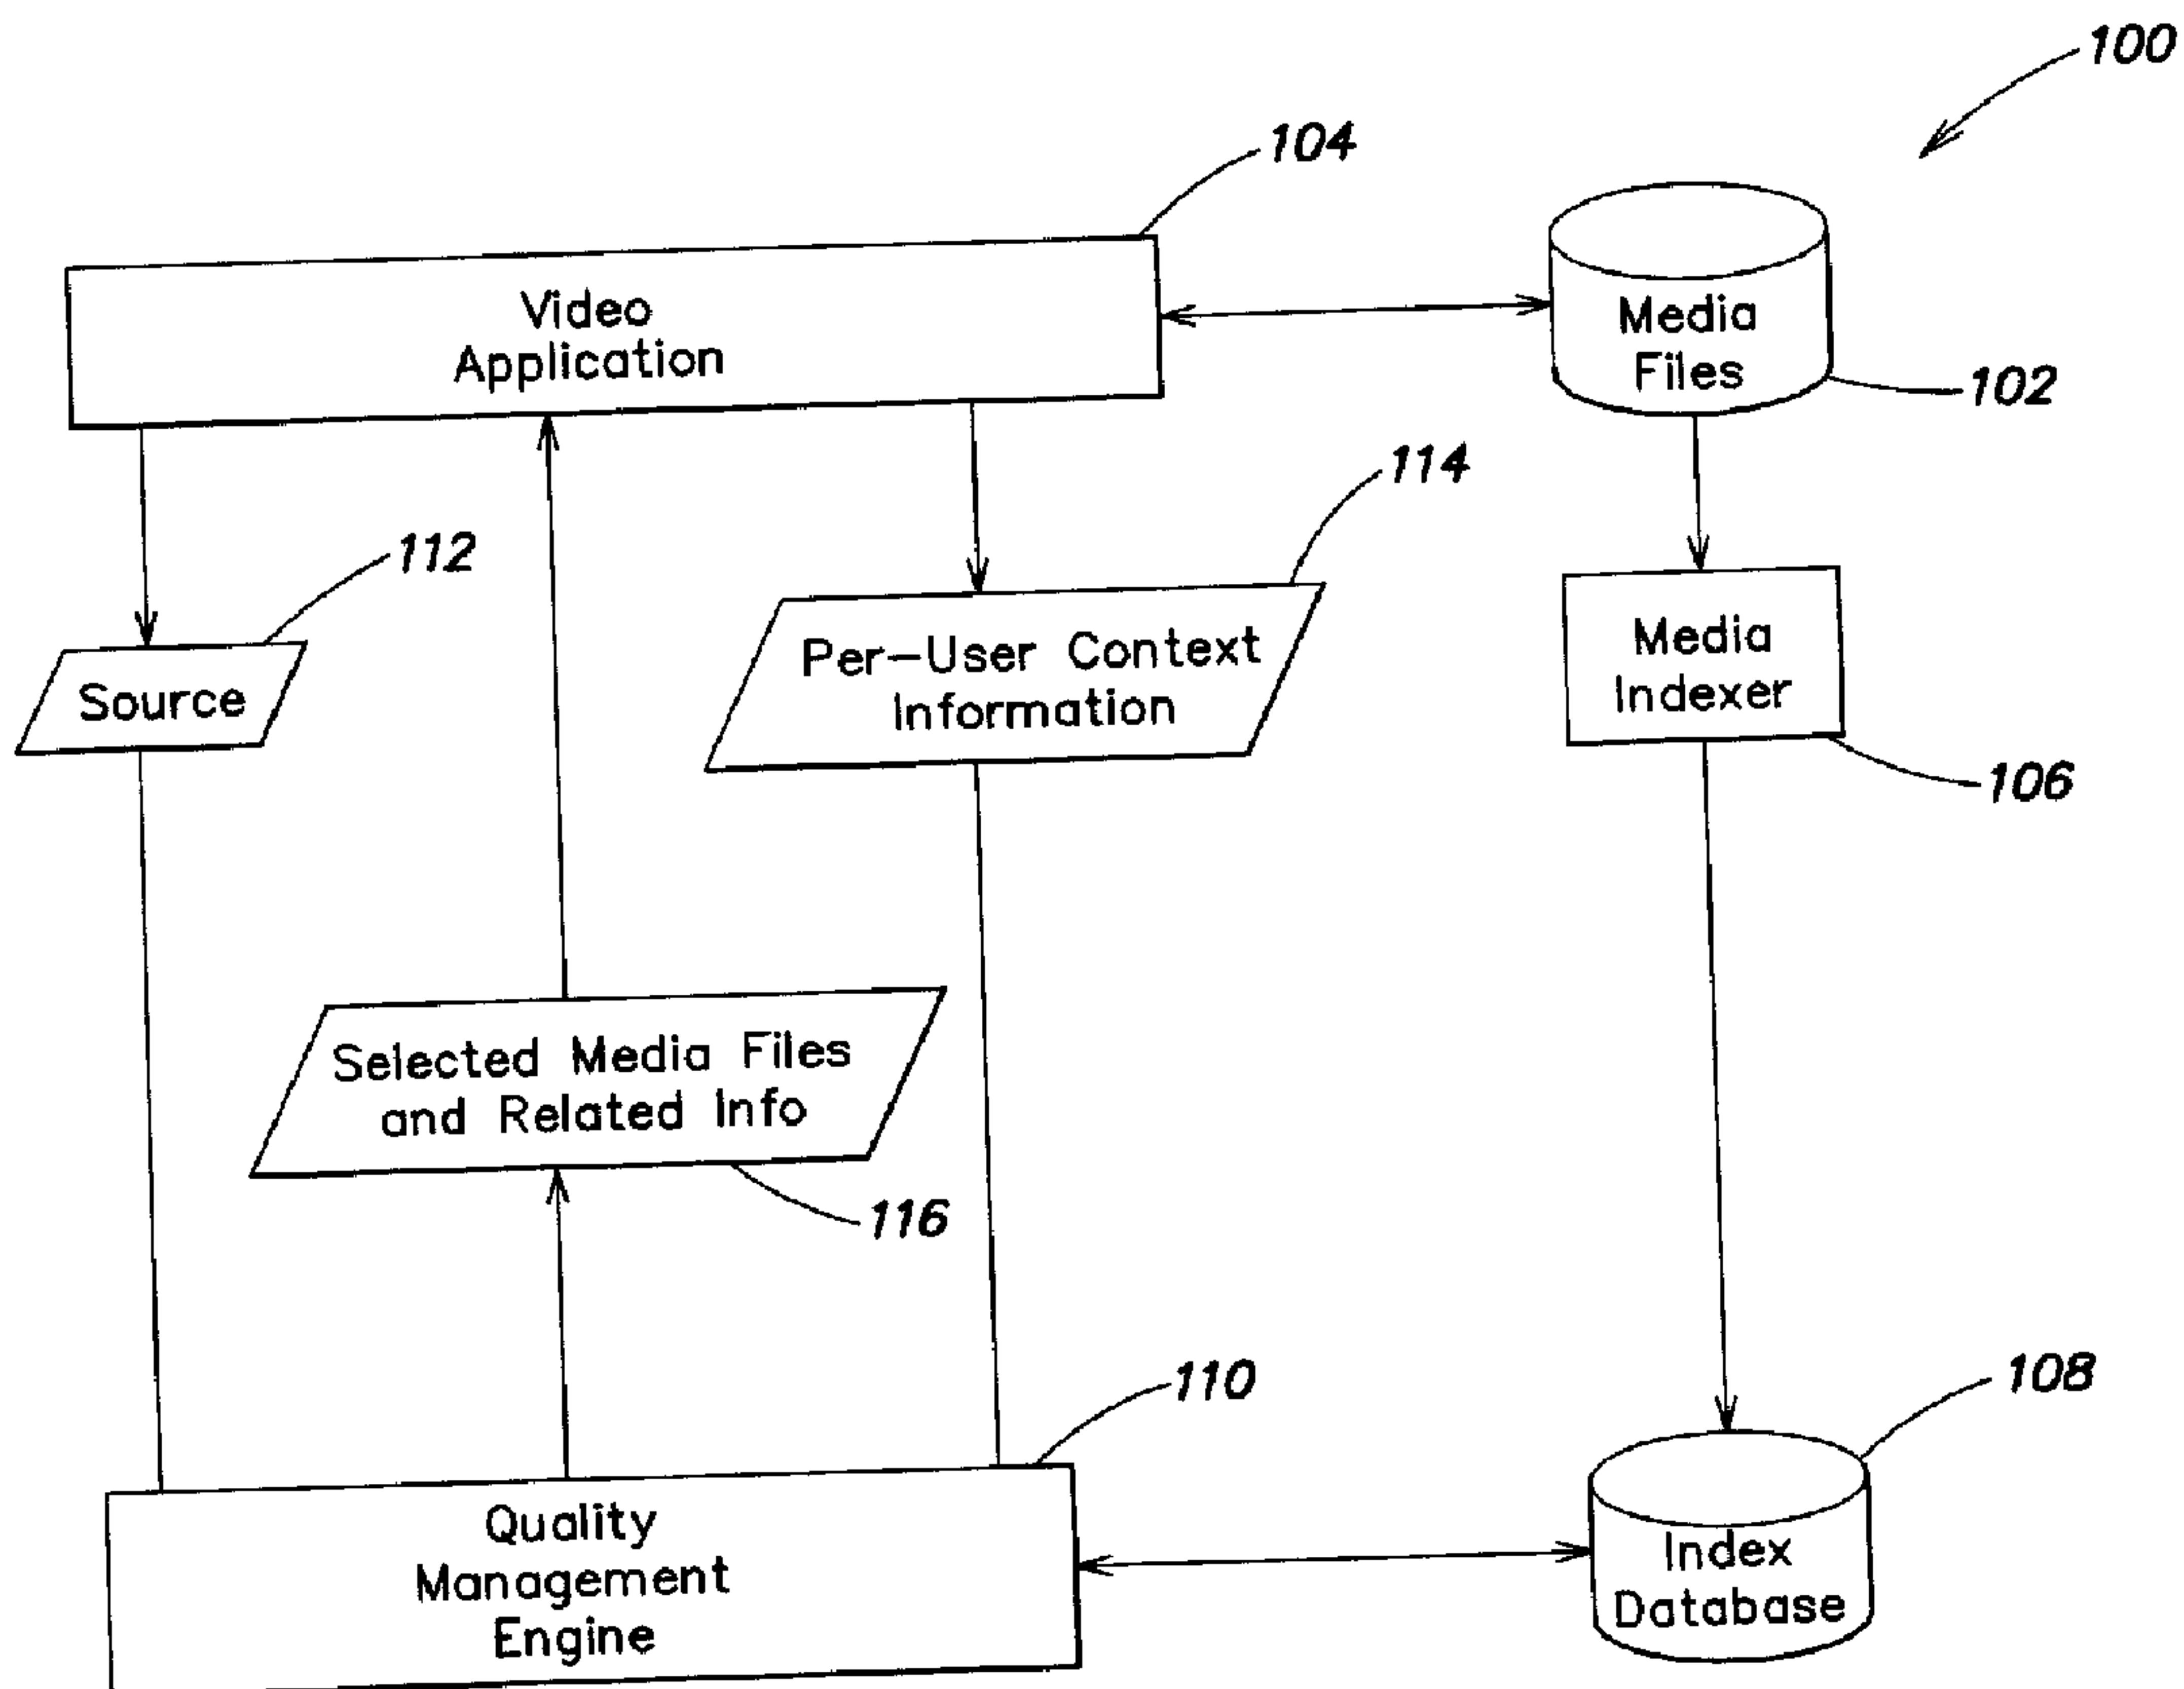 100
104
Video
Application
Media
Files
102
114
112
Source
Per-User Context
Information
Media
Indexer
106
Selected Media Files
and Related Info
116
110
108
Quality
Management
Engine
Index
Database